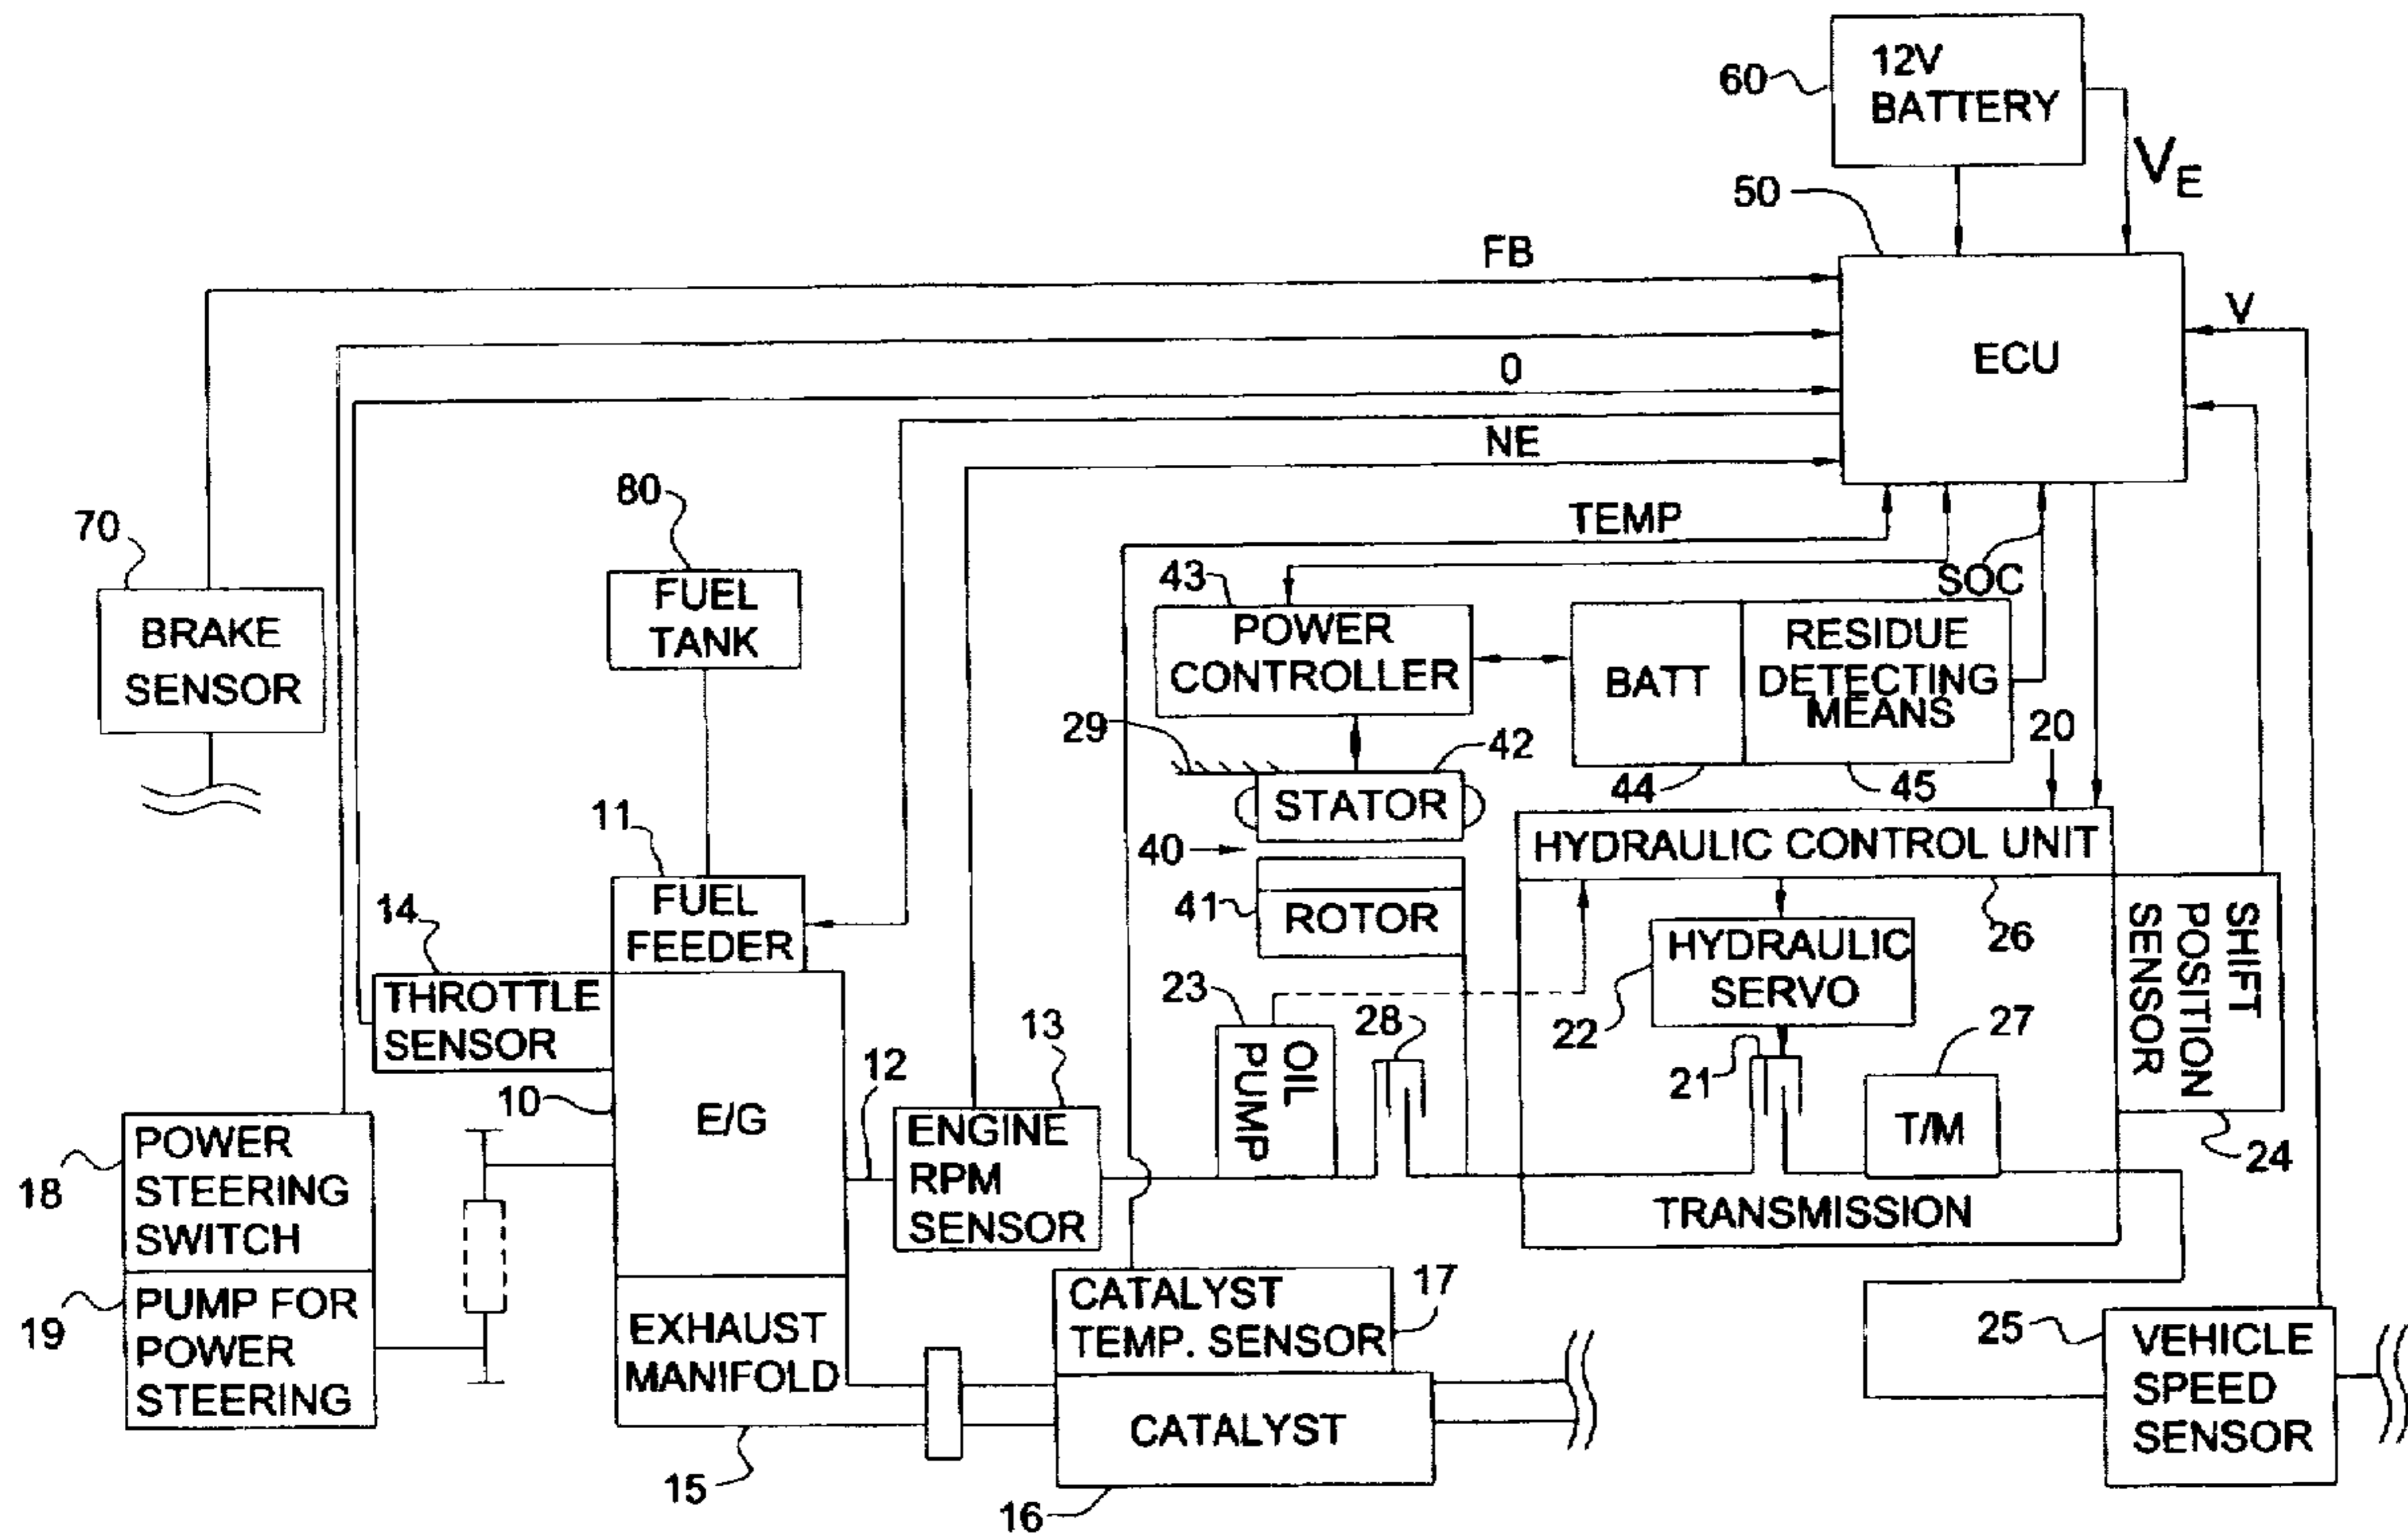 12V
BATTERY
60
V_E
50
FB
V
ECU
0
NE
80
TEMP
70
43
SOC
FUEL
TANK
BRAKE
SENSOR
POWER
CONTROLLER
BATT
RESIDUE
DETECTING
MEANS
29
42
20
44
45
STATOR
11
40
HYDRAULIC CONTROL UNIT
14
FUEL
FEEDER
41
ROTOR
26
SHIFT
POSITION
SENSOR
HYDRAULIC
SERVO
THROTTLE
SENSOR
23
28
22
27
13
12
OIL
PUMP
21
10
E/G
ENGINE
RPM
SENSOR
T/M
24
18
POWER
STEERING
SWITCH
TRANSMISSION
17
CATALYST
TEMP. SENSOR
19
PUMP FOR
POWER
STEERING
EXHAUST
MANIFOLD
25
VEHICLE
SPEED
SENSOR
CATALYST
15
16